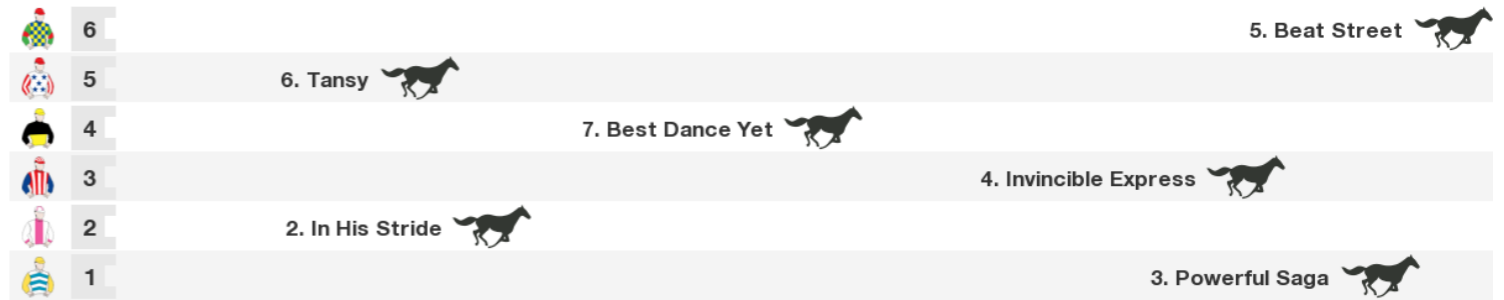 6 5. Beat Street
5 6. Tansy
4 7. Best Dance Yet
3 4. Invincible Express
2 2. In His Stride
1 3. Powerful Saga